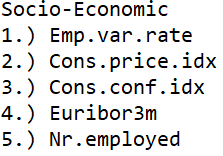 Socio-Economic
1.) Emp.var.rate
2.) Cons.price.idx
3.) Cons.conf.idx
4.) Euribor3m
5.) Nr.employed